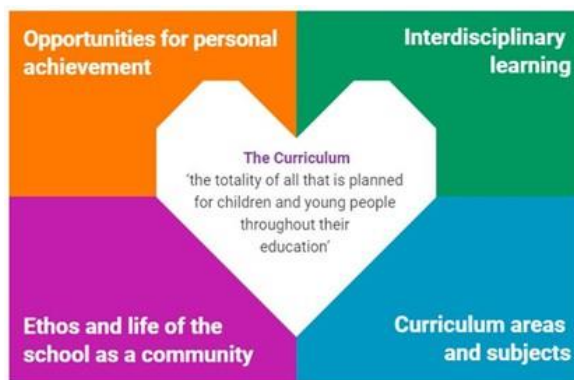 Opportunities for personal
achievement
Interdisciplinary
learning
The Curriculum
‘the totality of all that is planned
for children and young people
throughout their
education’
Ethos and life of the
school as a community
Curriculum areas
and subjects